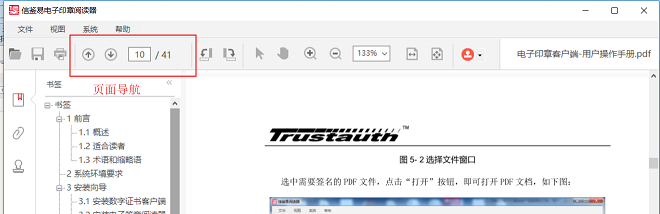 信鉴易电子印章阅读器
文件 视图 系统 帮助
10 / 41
133%
电子印章客户端-用户操作手册.pdf
书签
页面导航
书签
1 前言
1.1 概述
1.2 适合读者
1.3 术语和缩略语
2 系统环境要求
3 安装向导
3.1 安装数字证书客户端
Trustauth™
图 5- 2 选择文件窗口
选中需要签名的 PDF 文件，点击“打开”按钮，即可打开 PDF 文档，如下图：